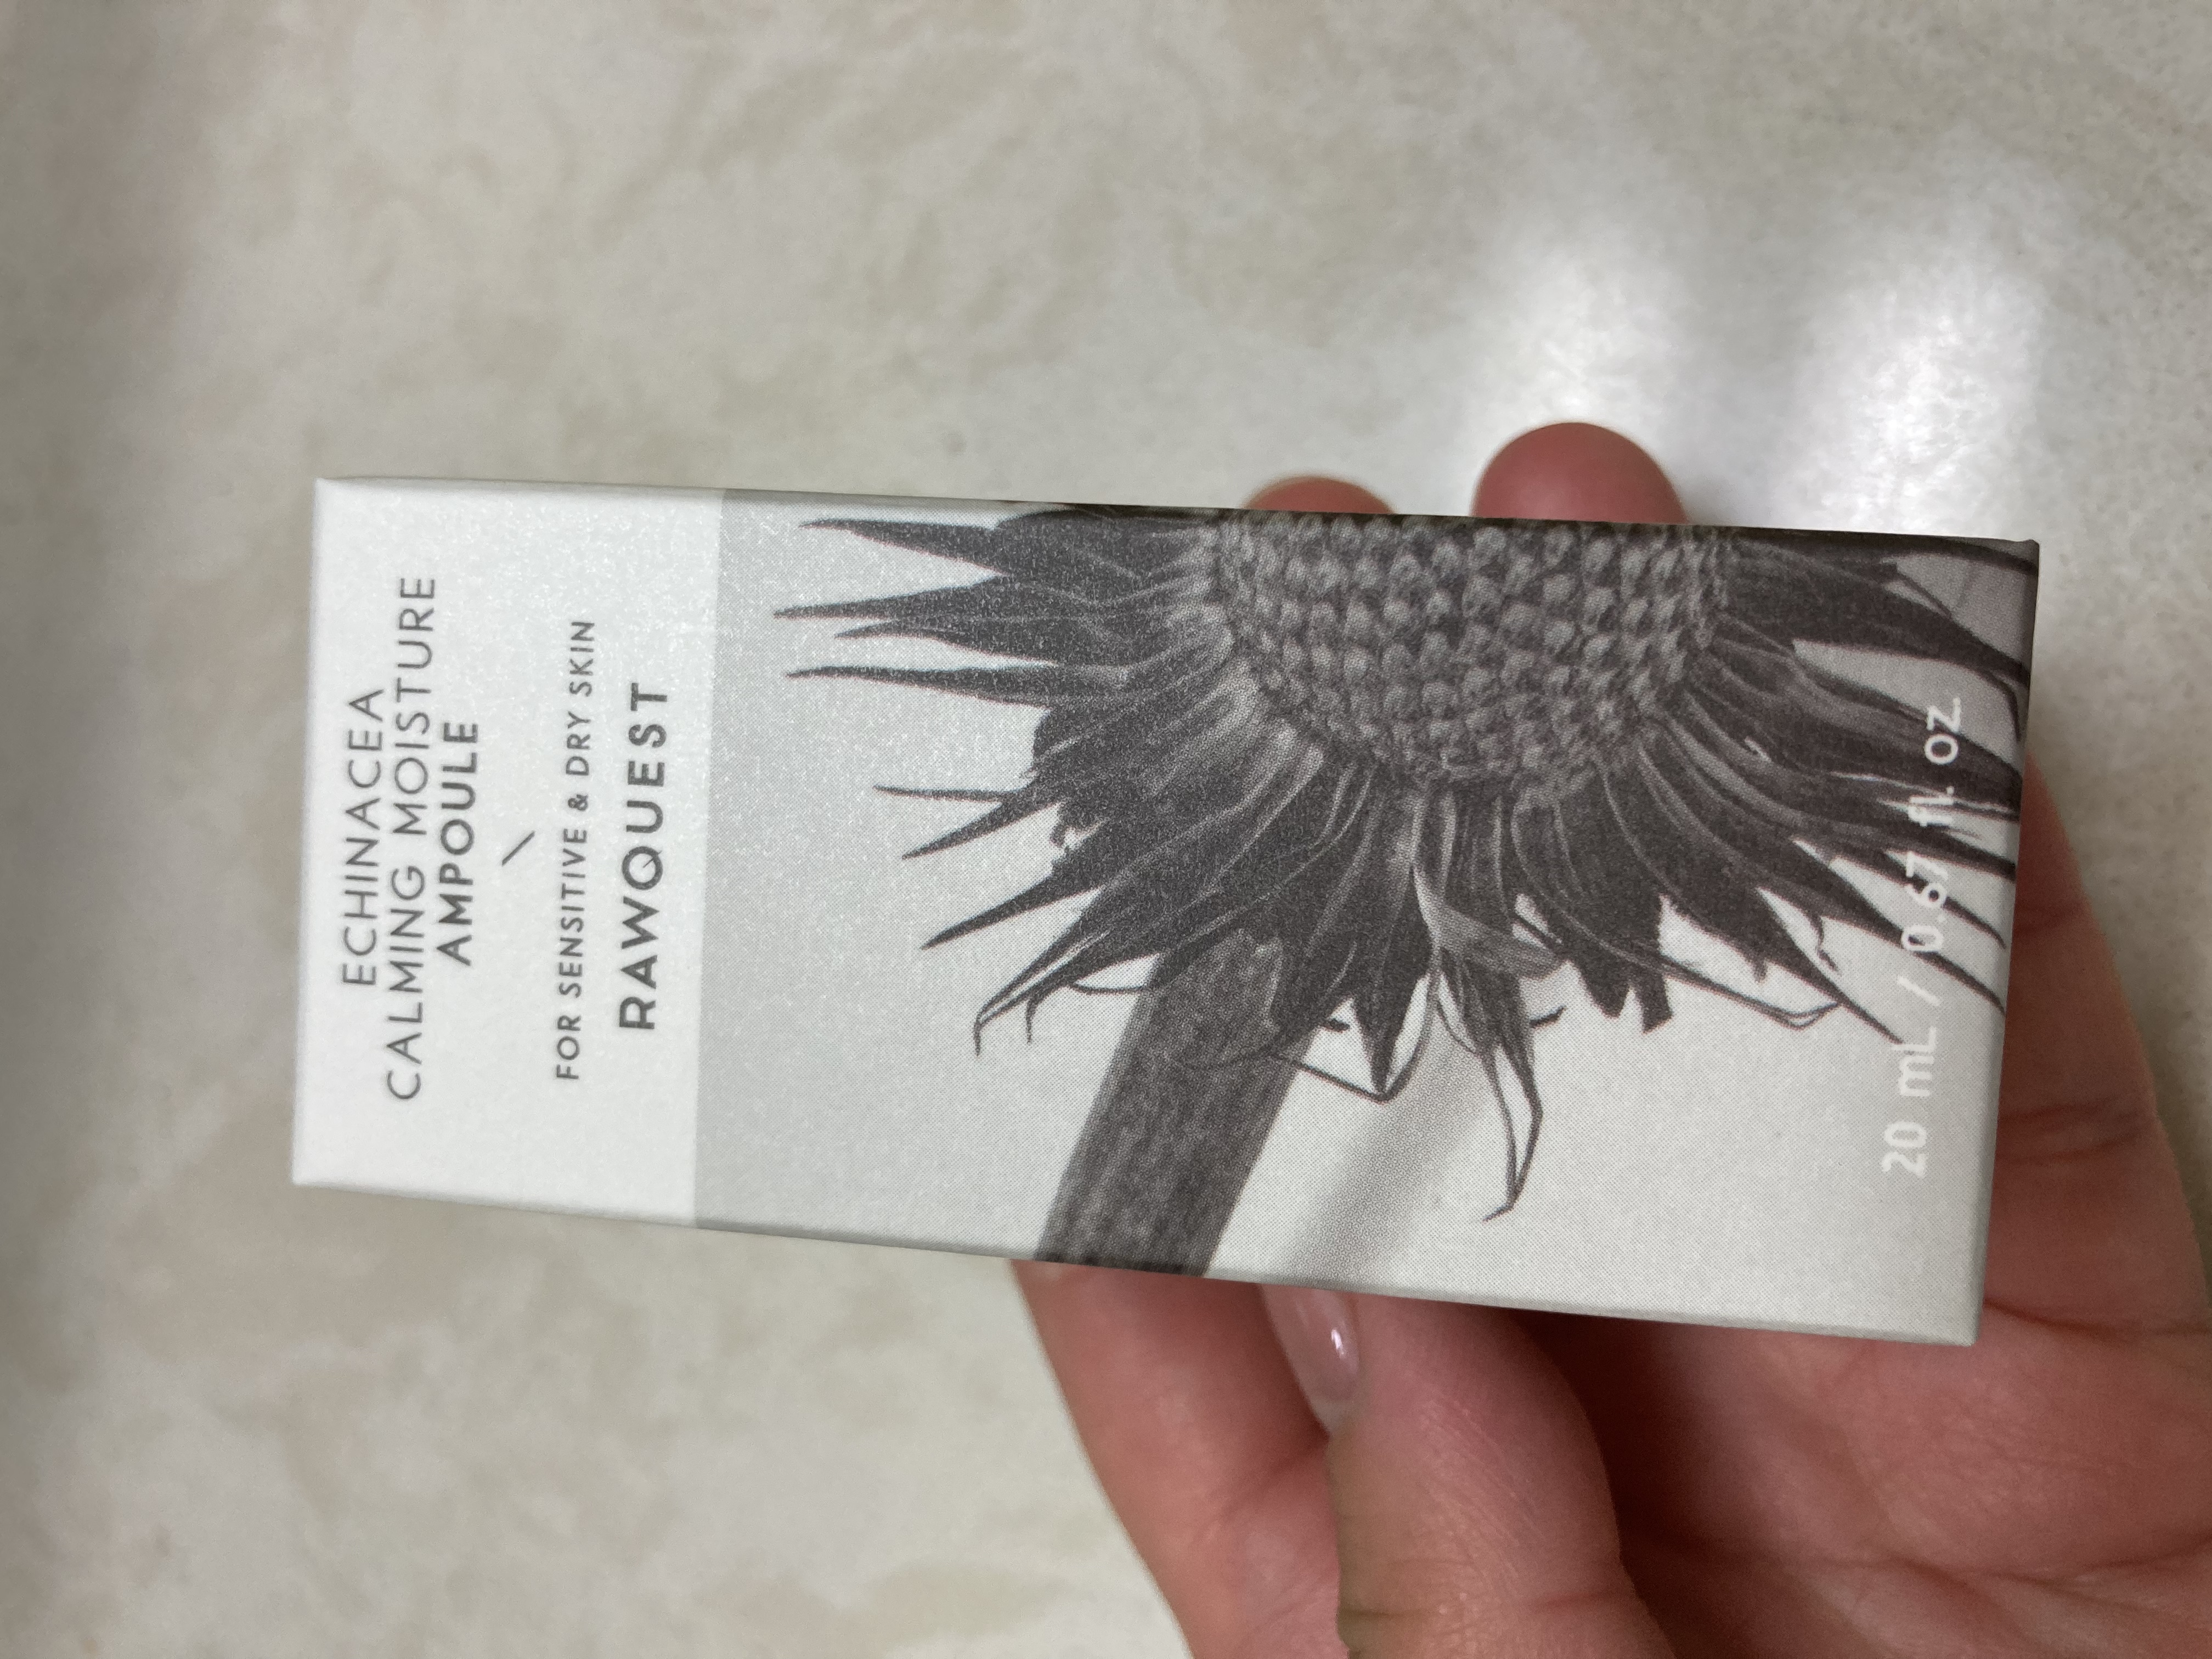 ECHINACEA
CALMING MOISTURE
AMPOULE
FOR SENSITIVE & DRY SKIN
RAWQUEST
20 mL / 0.67 fl. oz.